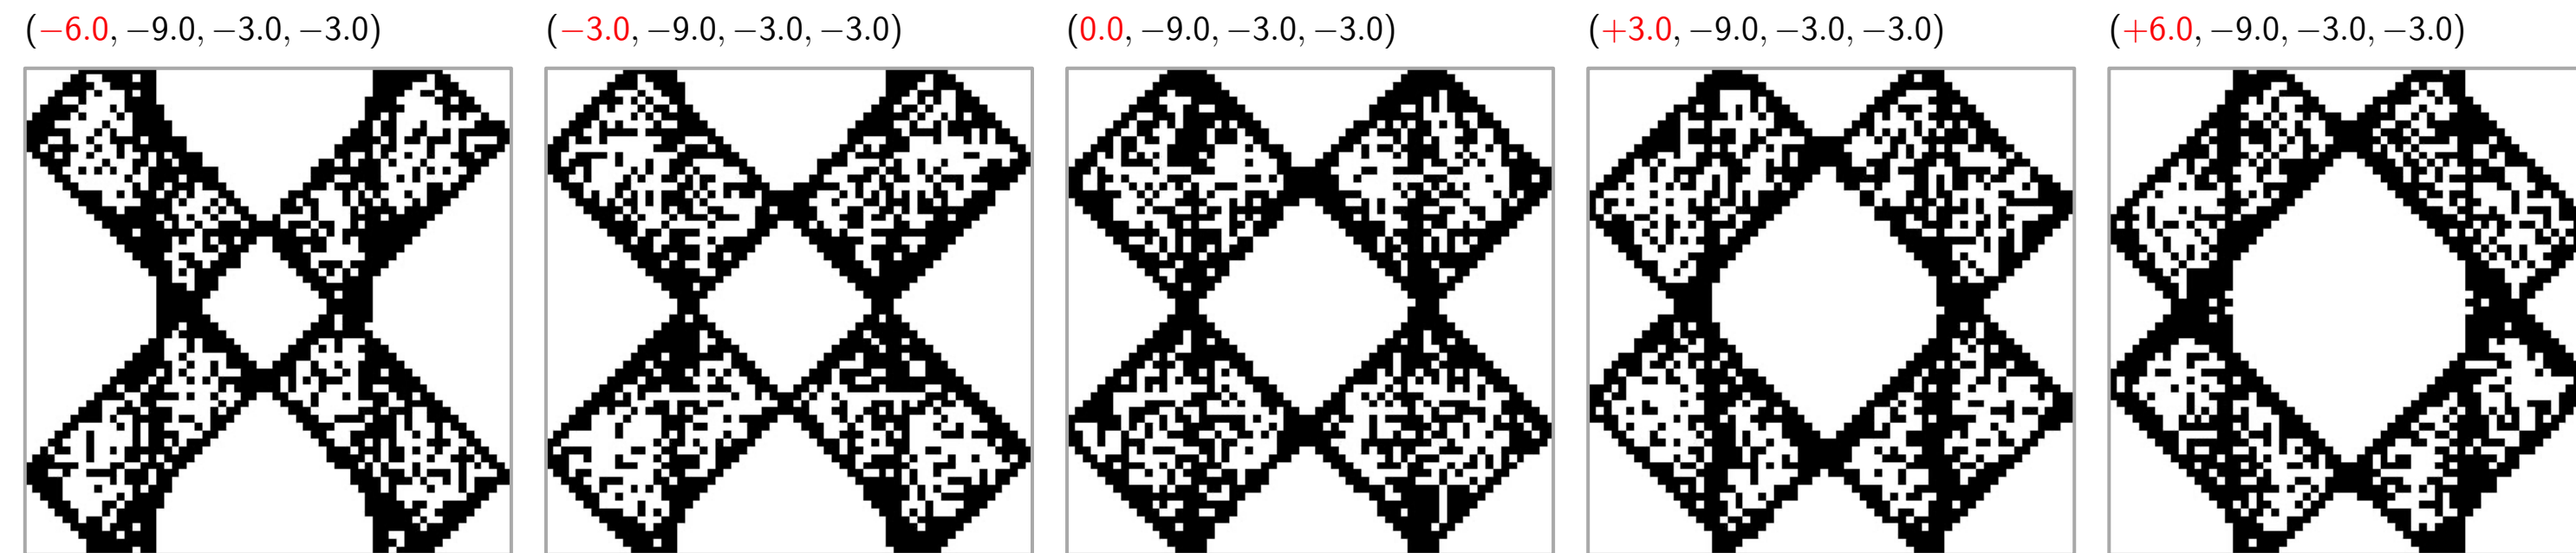 (−6.0, −9.0, −3.0, −3.0)
(−3.0, −9.0, −3.0, −3.0)
(0.0, −9.0, −3.0, −3.0)
(+3.0, −9.0, −3.0, −3.0)
(+6.0, −9.0, −3.0, −3.0)